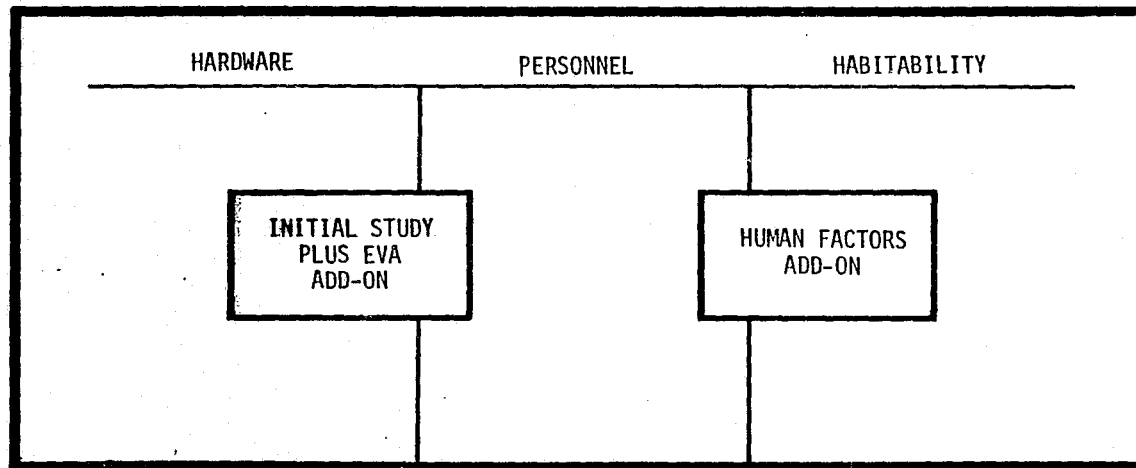 HARDWARE PERSONNEL HABITABILITY
INITIAL STUDY
PLUS EVA
ADD-ON
HUMAN FACTORS
ADD-ON